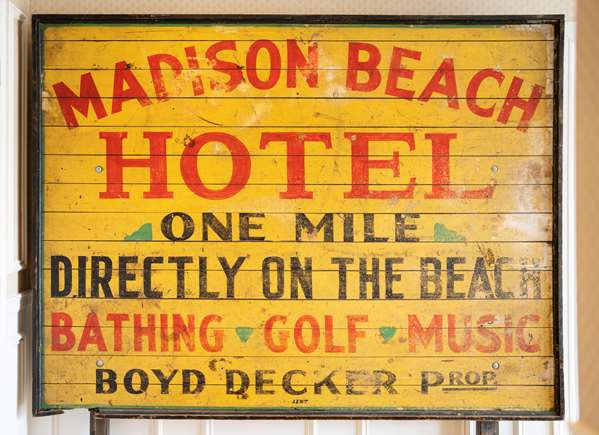 MADISON BEACH
HOTEL
ONE MILE
DIRECTLY ON THE BEACH
BATHING GOLF MUSIC
BOYD DECKER PROP.